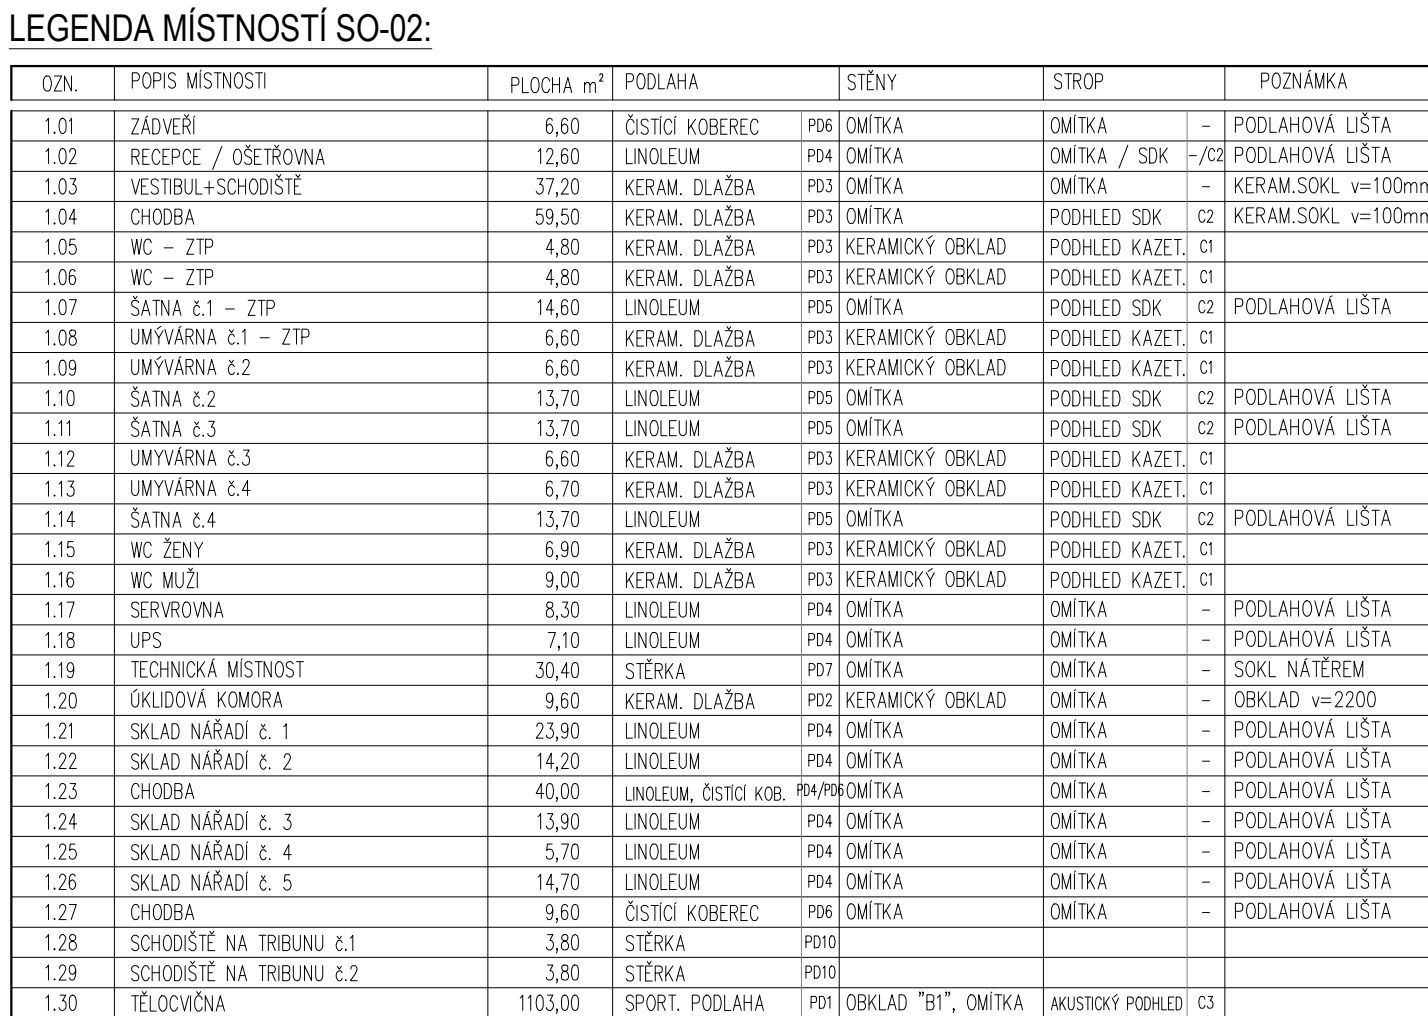 LEGENDA MÍSTNOSTÍ SO-02:
OZN. POPIS MÍSTNOSTI PLOCHA m² PODLAHA STĚNY STROP POZNÁMKA
1.01 ZÁDVEŘÍ 6,60 ČISTÍCÍ KOBEREC PD6 OMÍTKA OMÍTKA – PODLAHOVÁ LIŠTA
1.02 RECEPCE / OŠETŘOVNA 12,60 LINOLEUM PD4 OMÍTKA OMÍTKA / SDK –/C2 PODLAHOVÁ LIŠTA
1.03 VESTIBUL+SCHODIŠTĚ 37,20 KERAM. DLAŽBA PD3 OMÍTKA OMÍTKA – KERAM.SOKL v=100mm
1.04 CHODBA 59,50 KERAM. DLAŽBA PD3 OMÍTKA PODHLED SDK C2 KERAM.SOKL v=100mm
1.05 WC – ZTP 4,80 KERAM. DLAŽBA PD3 KERAMICKÝ OBKLAD PODHLED KAZET. C1
1.06 WC – ZTP 4,80 KERAM. DLAŽBA PD3 KERAMICKÝ OBKLAD PODHLED KAZET. C1
1.07 ŠATNA č.1 – ZTP 14,60 LINOLEUM PD5 OMÍTKA PODHLED SDK C2 PODLAHOVÁ LIŠTA
1.08 UMÝVÁRNA č.1 – ZTP 6,60 KERAM. DLAŽBA PD3 KERAMICKÝ OBKLAD PODHLED KAZET. C1
1.09 UMÝVÁRNA č.2 6,60 KERAM. DLAŽBA PD3 KERAMICKÝ OBKLAD PODHLED KAZET. C1
1.10 ŠATNA č.2 13,70 LINOLEUM PD5 OMÍTKA PODHLED SDK C2 PODLAHOVÁ LIŠTA
1.11 ŠATNA č.3 13,70 LINOLEUM PD5 OMÍTKA PODHLED SDK C2 PODLAHOVÁ LIŠTA
1.12 UMYVÁRNA č.3 6,60 KERAM. DLAŽBA PD3 KERAMICKÝ OBKLAD PODHLED KAZET. C1
1.13 UMYVÁRNA č.4 6,70 KERAM. DLAŽBA PD3 KERAMICKÝ OBKLAD PODHLED KAZET. C1
1.14 ŠATNA č.4 13,70 LINOLEUM PD5 OMÍTKA PODHLED SDK C2 PODLAHOVÁ LIŠTA
1.15 WC ŽENY 6,90 KERAM. DLAŽBA PD3 KERAMICKÝ OBKLAD PODHLED KAZET. C1
1.16 WC MUŽI 9,00 KERAM. DLAŽBA PD3 KERAMICKÝ OBKLAD PODHLED KAZET. C1
1.17 SERVROVNA 8,30 LINOLEUM PD4 OMÍTKA OMÍTKA – PODLAHOVÁ LIŠTA
1.18 UPS 7,10 LINOLEUM PD4 OMÍTKA OMÍTKA – PODLAHOVÁ LIŠTA
1.19 TECHNICKÁ MÍSTNOST 30,40 STĚRKA PD7 OMÍTKA OMÍTKA – SOKL NÁTĚREM
1.20 ÚKLIDOVÁ KOMORA 9,60 KERAM. DLAŽBA PD2 KERAMICKÝ OBKLAD OMÍTKA – OBKLAD v=2200
1.21 SKLAD NÁŘADÍ č. 1 23,90 LINOLEUM PD4 OMÍTKA OMÍTKA – PODLAHOVÁ LIŠTA
1.22 SKLAD NÁŘADÍ č. 2 14,20 LINOLEUM PD4 OMÍTKA OMÍTKA – PODLAHOVÁ LIŠTA
1.23 CHODBA 40,00 LINOLEUM, ČISTÍCÍ KOB. PD4/PD6 OMÍTKA OMÍTKA – PODLAHOVÁ LIŠTA
1.24 SKLAD NÁŘADÍ č. 3 13,90 LINOLEUM PD4 OMÍTKA OMÍTKA – PODLAHOVÁ LIŠTA
1.25 SKLAD NÁŘADÍ č. 4 5,70 LINOLEUM PD4 OMÍTKA OMÍTKA – PODLAHOVÁ LIŠTA
1.26 SKLAD NÁŘADÍ č. 5 14,70 LINOLEUM PD4 OMÍTKA OMÍTKA – PODLAHOVÁ LIŠTA
1.27 CHODBA 9,60 ČISTÍCÍ KOBEREC PD6 OMÍTKA OMÍTKA – PODLAHOVÁ LIŠTA
1.28 SCHODIŠTĚ NA TRIBUNU č.1 3,80 STĚRKA PD10
1.29 SCHODIŠTĚ NA TRIBUNU č.2 3,80 STĚRKA PD10
1.30 TĚLOCVIČNA 1103,00 SPORT. PODLAHA PD1 OBKLAD "B1", OMÍTKA AKUSTICKÝ PODHLED C3